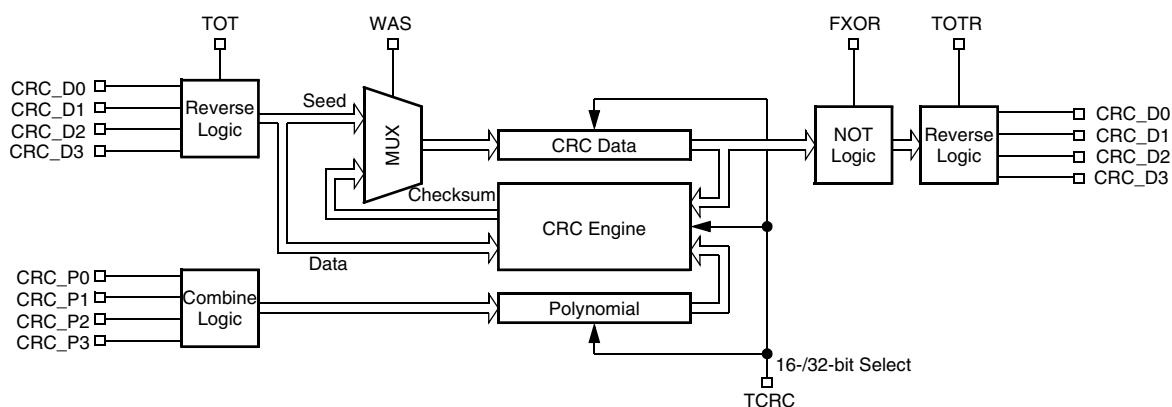 TOT
WAS
FXOR
TOTR
CRC_D0
CRC_D1
CRC_D2
CRC_D3
Reverse
Logic
Seed
MUX
CRC Data
NOT
Logic
Reverse
Logic
CRC_D0
CRC_D1
CRC_D2
CRC_D3
Checksum
CRC Engine
Data
CRC_P0
CRC_P1
CRC_P2
CRC_P3
Combine
Logic
Polynomial
16-/32-bit Select
TCRC